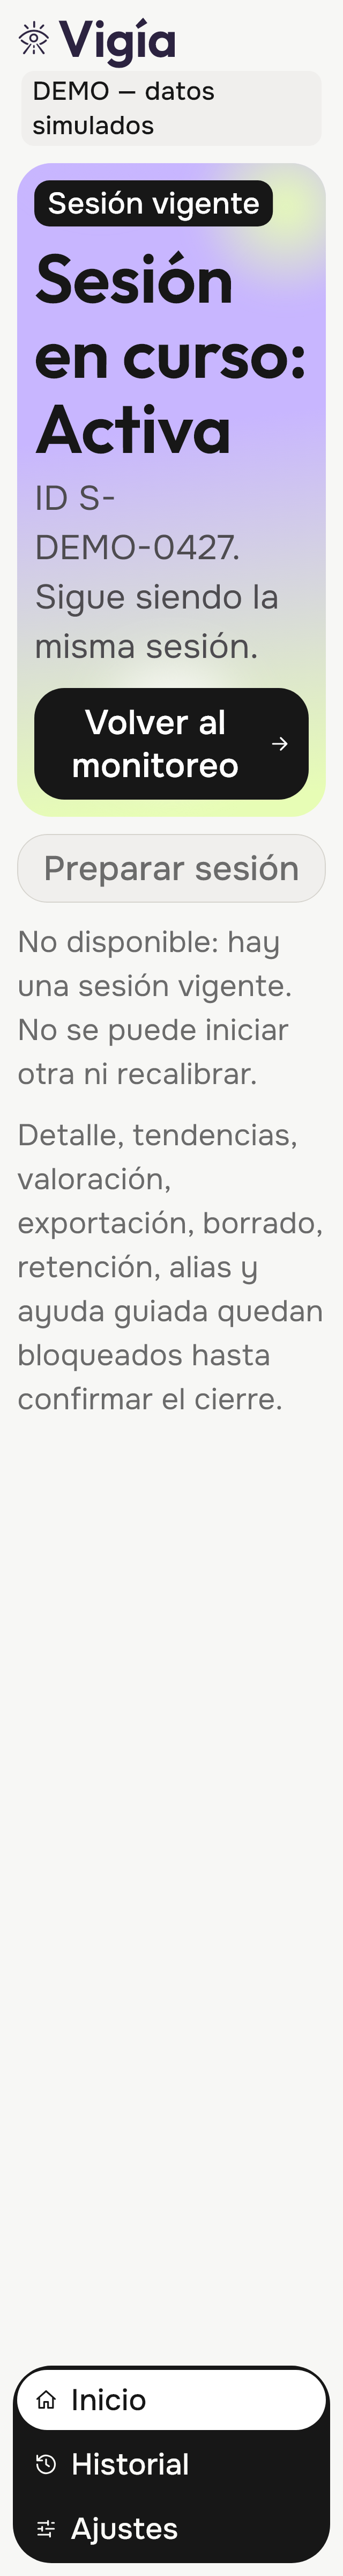 Vigía
DEMO — datos
simulados
Sesión vigente
Sesión
en curso:
Activa
ID S-
DEMO-0427.
Sigue siendo la
misma sesión.
Volver al
monitoreo
Preparar sesión
No disponible: hay
una sesión vigente.
No se puede iniciar
otra ni recalibrar.
Detalle, tendencias,
valoración,
exportación, borrado,
retención, alias y
ayuda guiada quedan
bloqueados hasta
confirmar el cierre.
Inicio
Historial
Ajustes